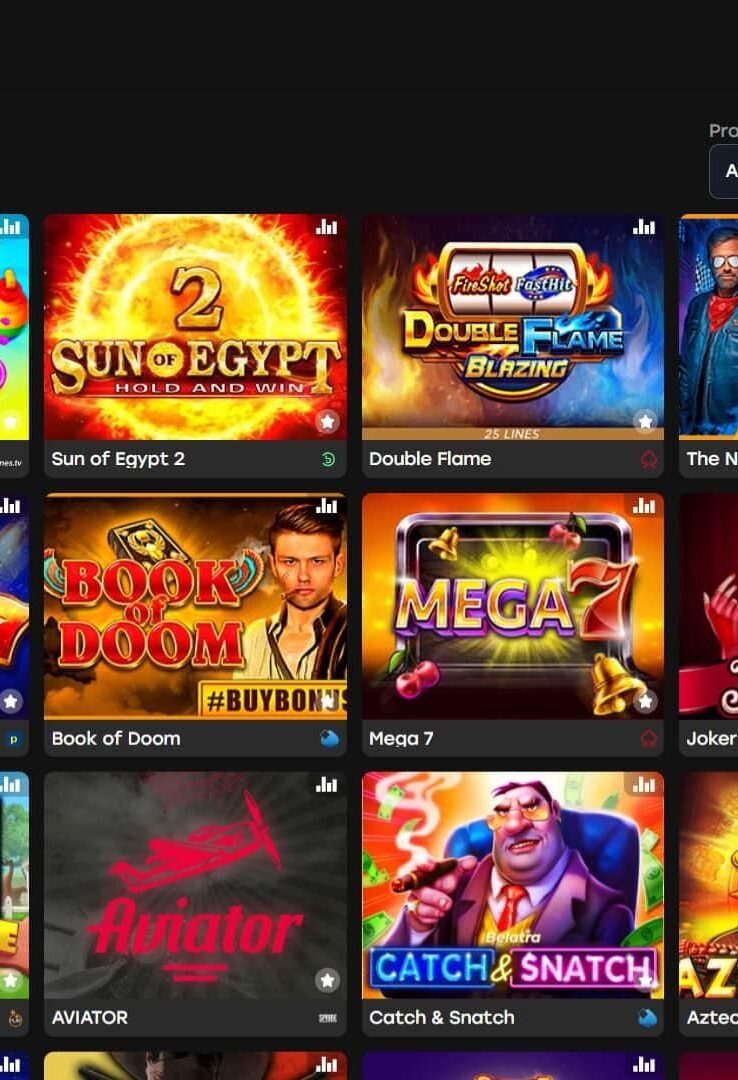 Pro
A
2
SUN OF EGYPT
HOLD AND WIN
FireShot FastHit
DOUBLE FLAME
BLAZING
25 LINES
nes.tv
Sun of Egypt 2
Double Flame
The N
BOOK
of
DOOM
#BUYBONUS
MEGA 7
p
Book of Doom
Mega 7
Joker
Aviator
Belatra
CATCH & SNATCH
E
AZ
AVIATOR
Catch & Snatch
Aztec